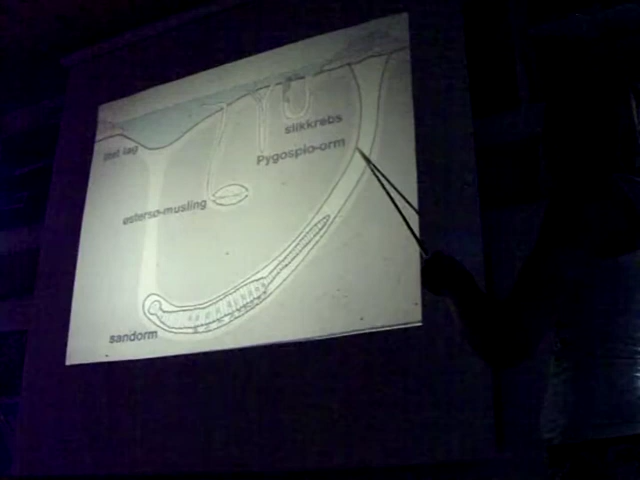 slikkrebs
Pygospio-orm
østersø-musling
sandorm